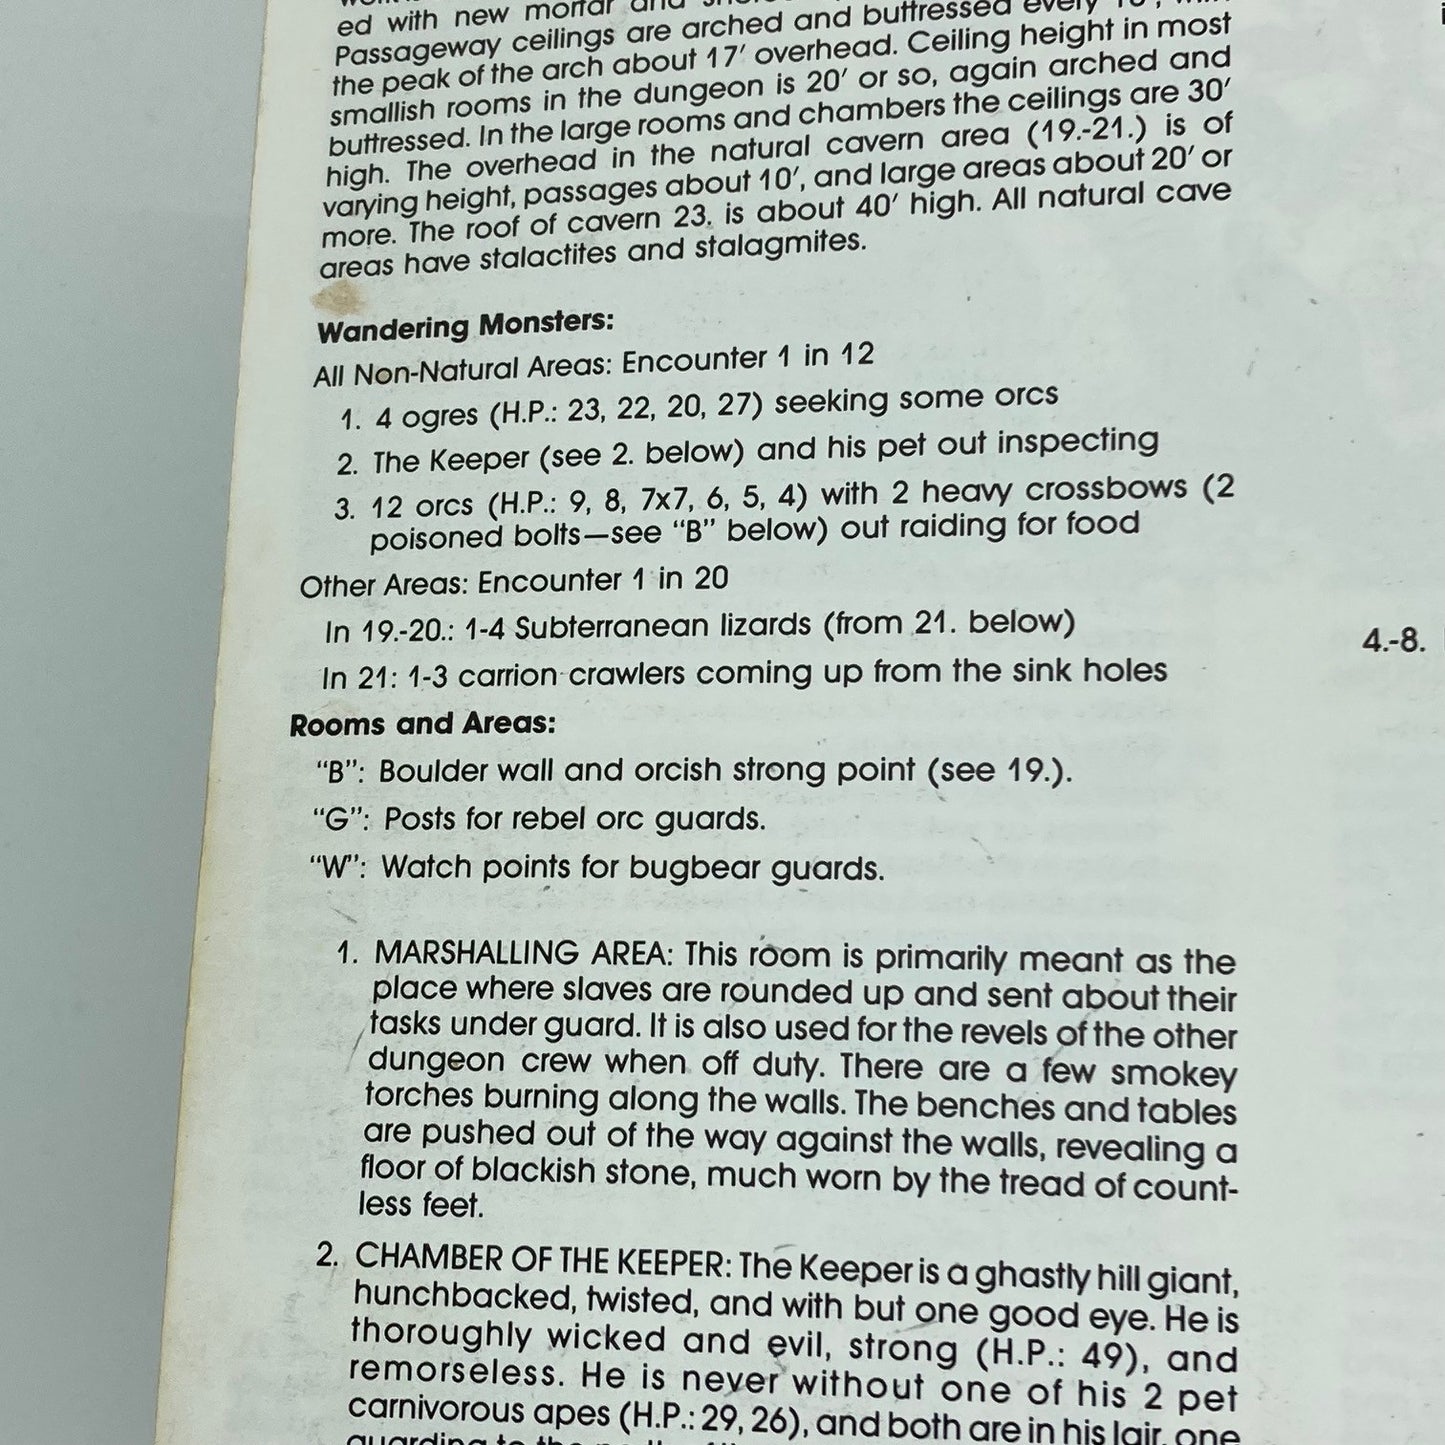 ed with new mortar and
Passageway ceilings are arched and buttressed every 10', with
the peak of the arch about 17' overhead. Ceiling height in most
smallish rooms in the dungeon is 20' or so, again arched and
buttressed. In the large rooms and chambers the ceilings are 30'
high. The overhead in the natural cavern area (19.-21.) is of
varying height, passages about 10', and large areas about 20' or
more. The roof of cavern 23. is about 40' high. All natural cave
areas have stalactites and stalagmites.
Wandering Monsters:
All Non-Natural Areas: Encounter 1 in 12
1. 4 ogres (H.P.: 23, 22, 20, 27) seeking some orcs
2. The Keeper (see 2. below) and his pet out inspecting
3. 12 orcs (H.P.: 9, 8, 7x7, 6, 5, 4) with 2 heavy crossbows (2
poisoned bolts—see "B" below) out raiding for food
Other Areas: Encounter 1 in 20
In 19.-20.: 1-4 Subterranean lizards (from 21. below)
In 21: 1-3 carrion crawlers coming up from the sink holes
Rooms and Areas:
"B": Boulder wall and orcish strong point (see 19.).
"G": Posts for rebel orc guards.
"W": Watch points for bugbear guards.
1. MARSHALLING AREA: This room is primarily meant as the
place where slaves are rounded up and sent about their
tasks under guard. It is also used for the revels of the other
dungeon crew when off duty. There are a few smokey
torches burning along the walls. The benches and tables
are pushed out of the way against the walls, revealing a
floor of blackish stone, much worn by the tread of count-
less feet.
2. CHAMBER OF THE KEEPER: The Keeper is a ghastly hill giant,
hunchbacked, twisted, and with but one good eye. He is
thoroughly wicked and evil, strong (H.P.: 49), and
remorseless. He is never without one of his 2 pet
carnivorous apes (H.P.: 29, 26), and both are in his lair, one
guarding to the
4.-8.